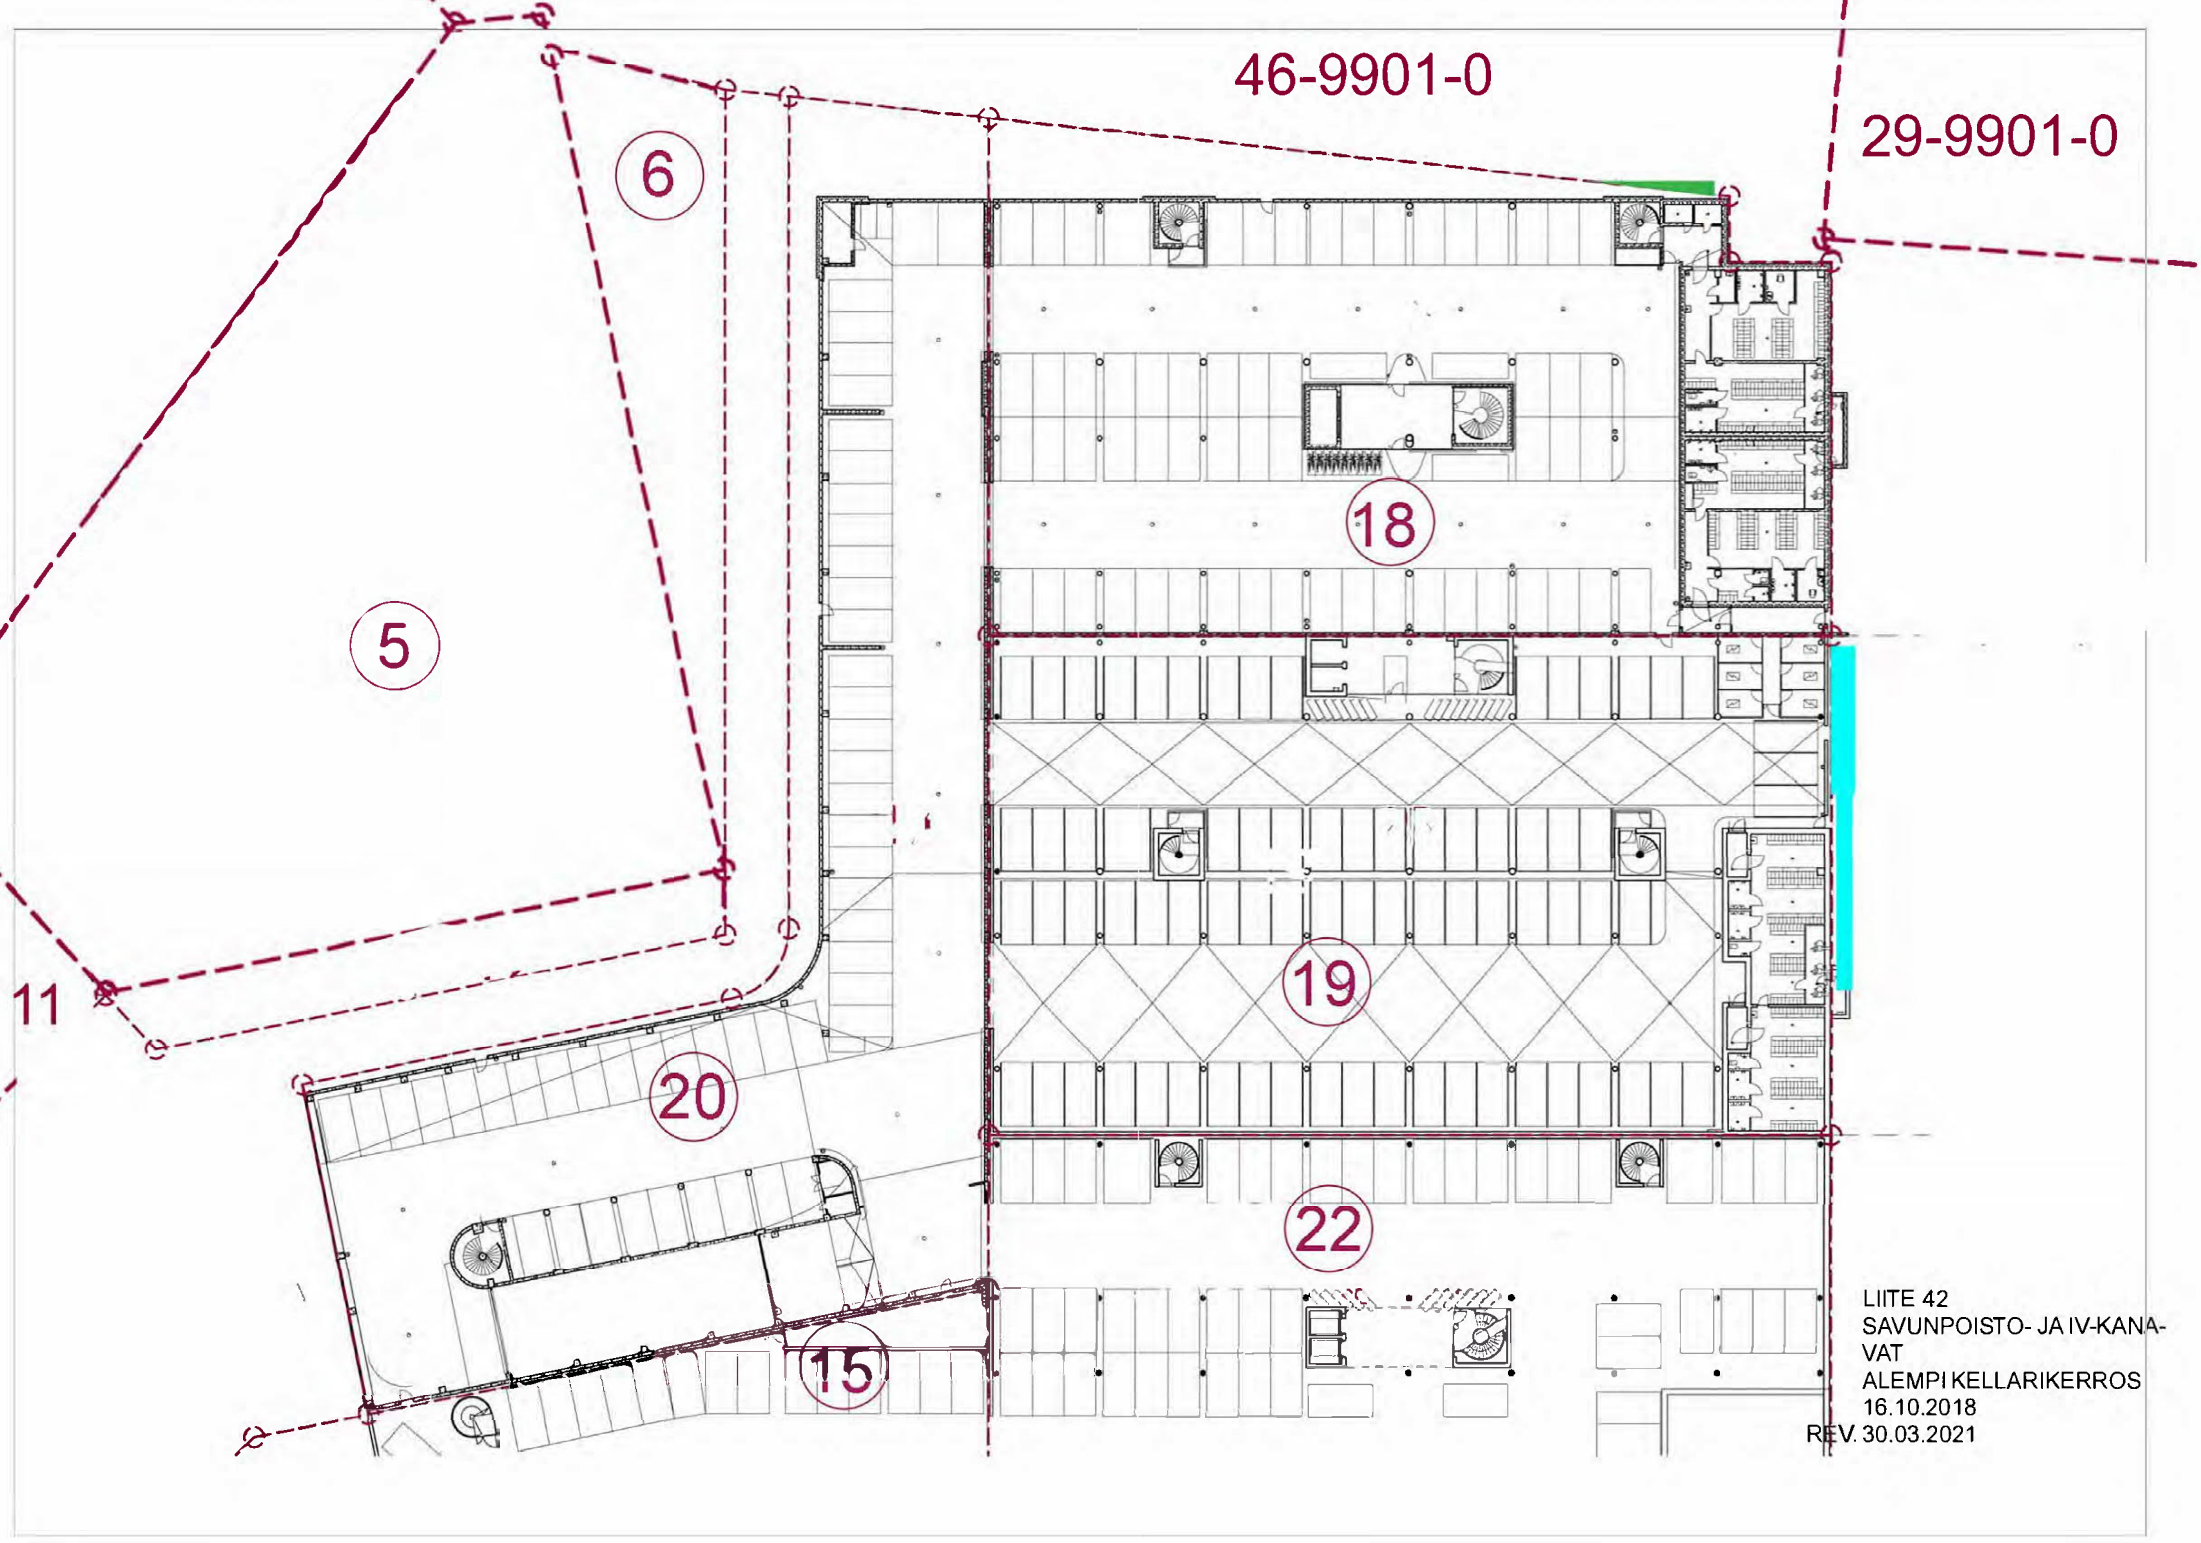 46-9901-0
29-9901-0
6
18
5
19
11
20
22
15
LIITE 42
SAVUNPOISTO- JA IV-KANA-
VAT
ALEMPI KELLARIKERROS
16.10.2018
REV. 30.03.2021